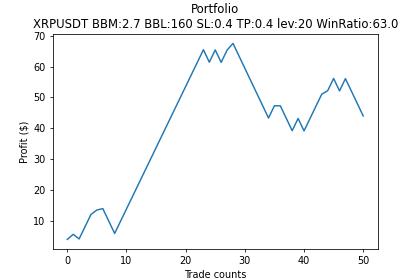 Portfolio
XRPUSDT BBM:2.7 BBL:160 SL:0.4 TP:0.4 lev:20 WinRatio:63.0
70
60
50
40
30
20
10
Profit ($)
0 10 20 30 40 50
Trade counts